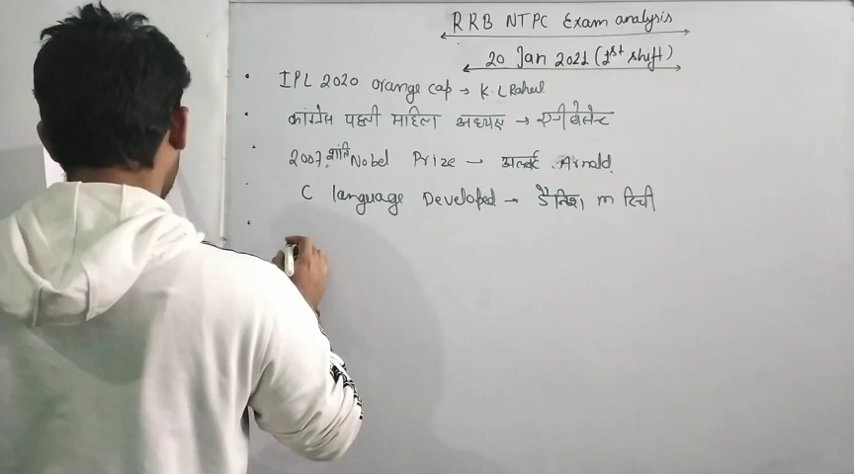 RRB NTPC Exam analysis
20 Jan 2021 (1st shift)
IPL 2020 orange cap → K.L Rahul
कांग्रेस पहली महिला अध्यक्ष → एनी बेसेन्ट
2007 शांति Nobel Prize → अल्बर्ट Arnold
C language Developed → डेनिश m रिची